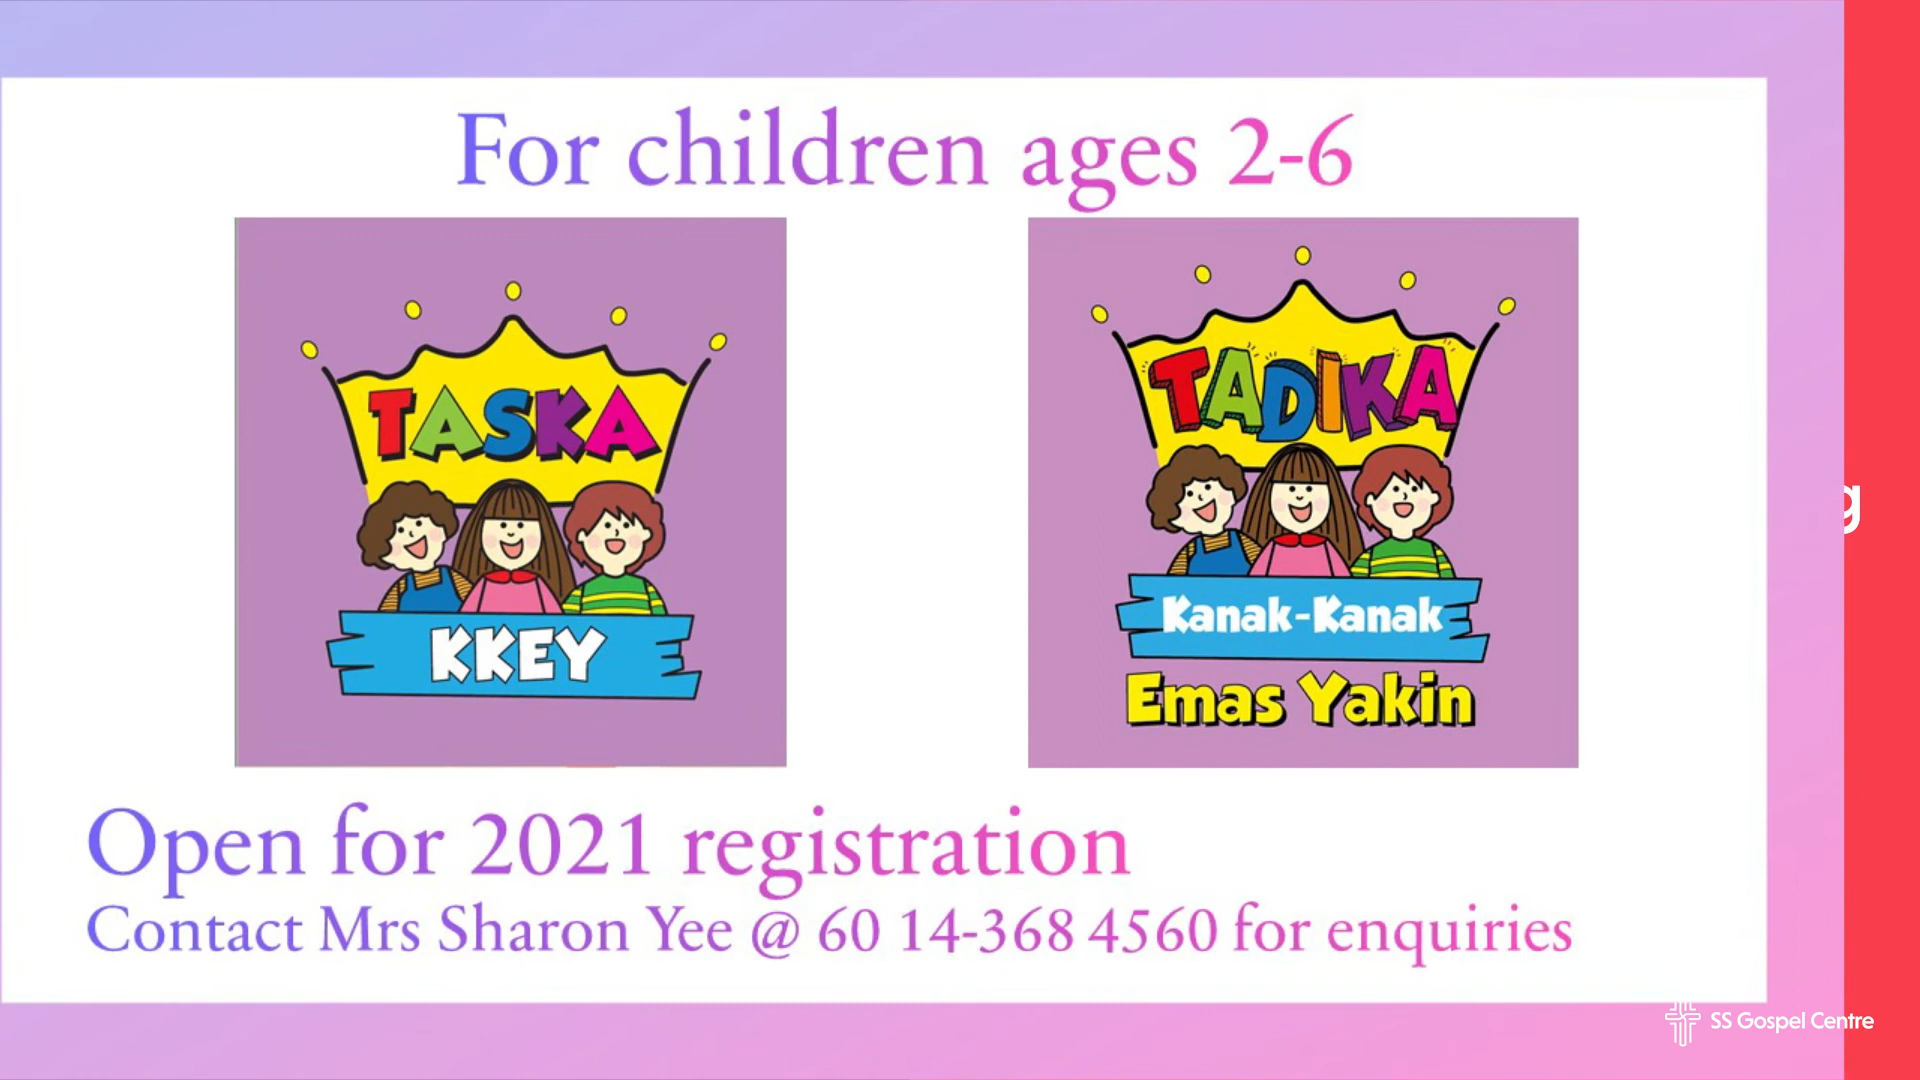 For children ages 2-6
TASKA
KKEY
TADIKA
Kanak-Kanak
Emas Yakin
Open for 2021 registration
Contact Mrs Sharon Yee @ 60 14-368 4560 for enquiries
g
SS Gospel Centre